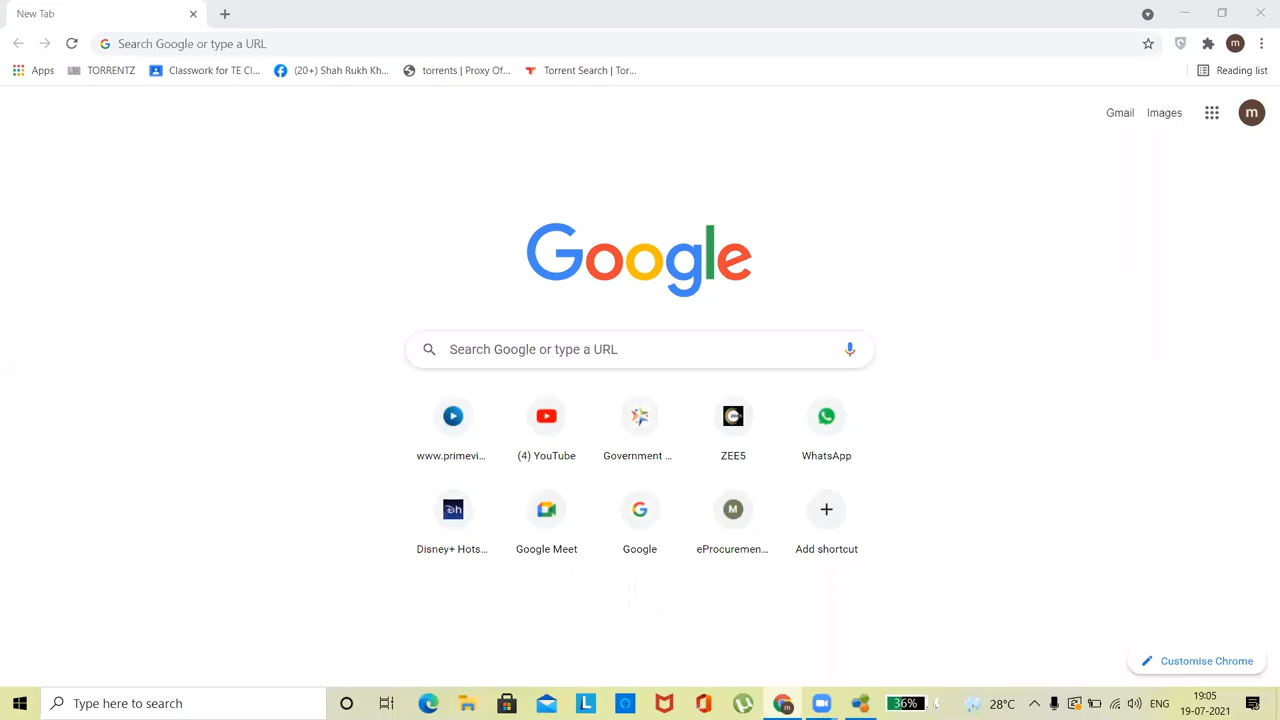 New Tab
Search Google or type a URL
Apps TORRENTZ Classwork for TE Cl... (20+) Shah Rukh Kh... torrents | Proxy Of... Torrent Search | Tor... Reading list
Gmail Images m
Google
Search Google or type a URL
www.primevi... (4) YouTube Government ... ZEE5 WhatsApp
Disney+ Hots... Google Meet Google eProcuremen... Add shortcut
Customise Chrome
Type here to search 36% 28°C ENG 19:05
19-07-2021